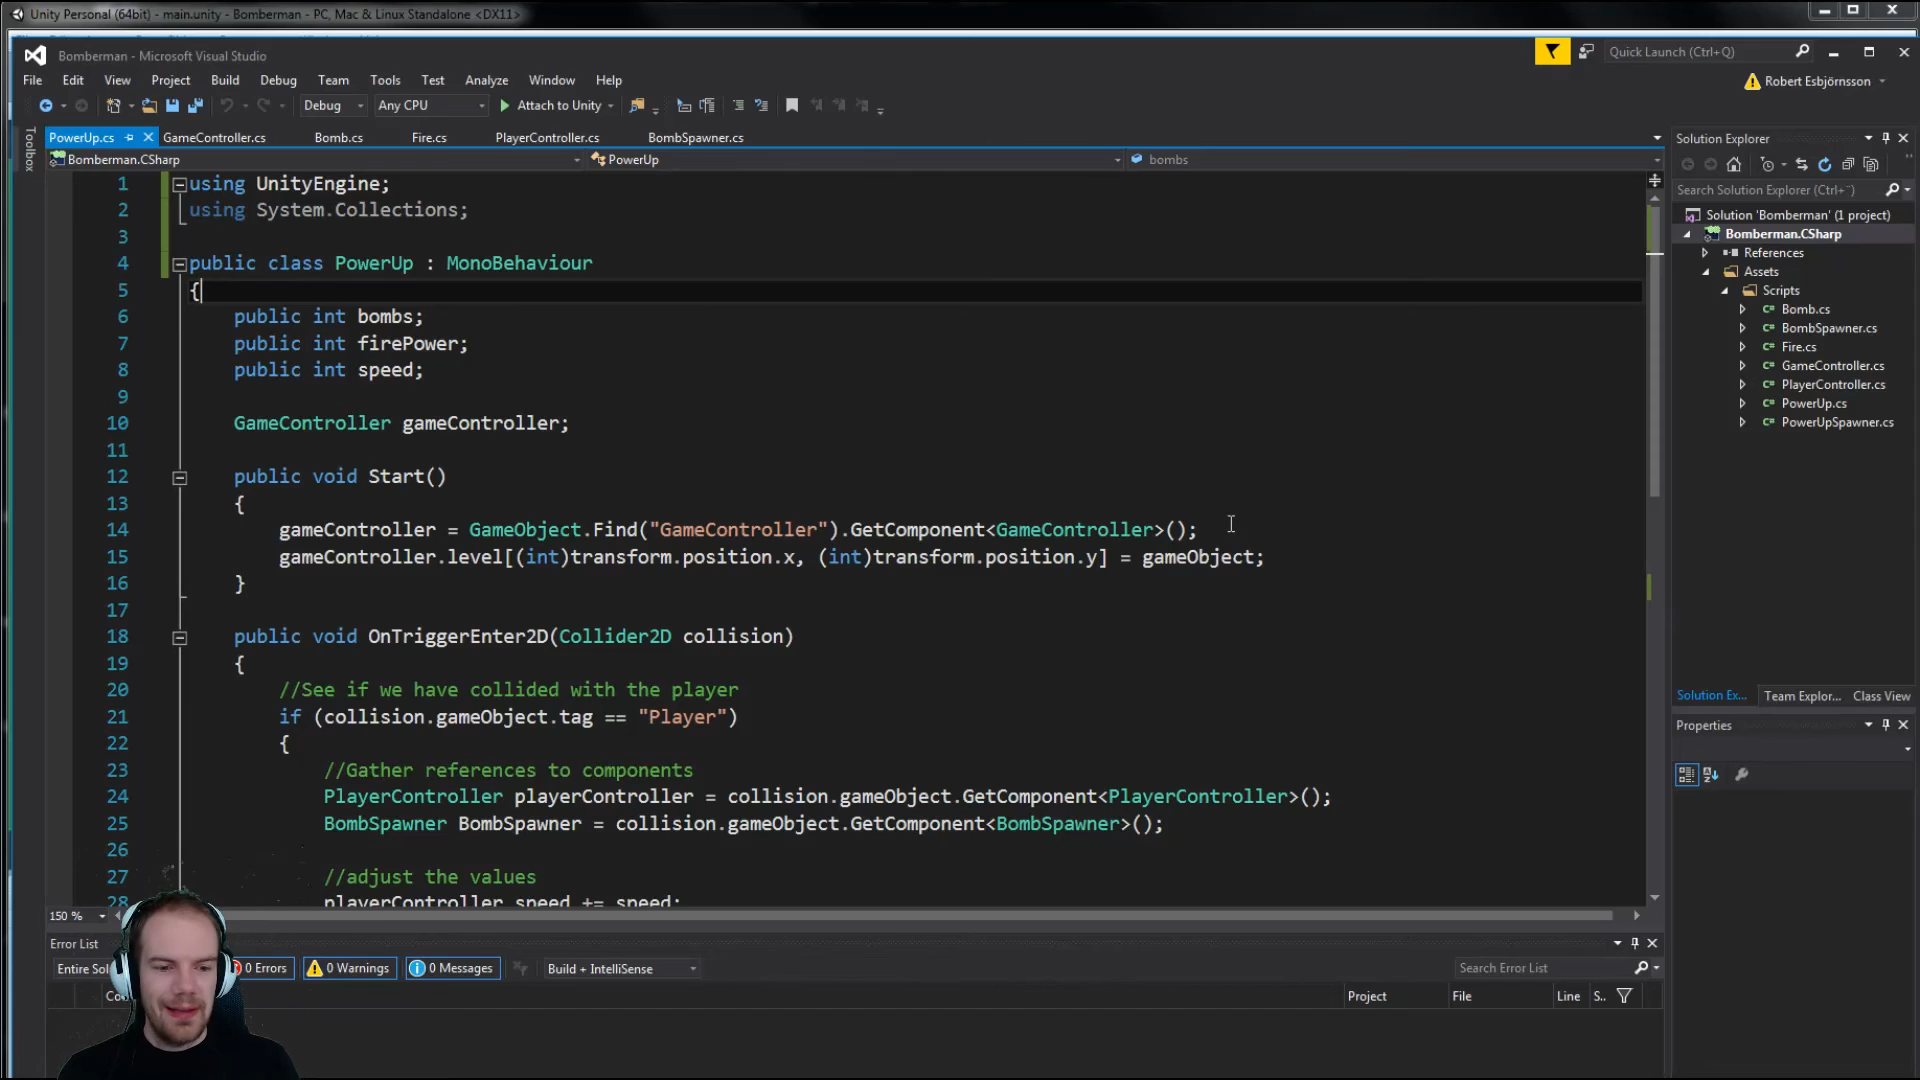 Unity Personal (64bit) - main.unity - Bomberman - PC, Mac & Linux Standalone <DX11>
Bomberman - Microsoft Visual Studio
Quick Launch (Ctrl+Q)
File Edit View Project Build Debug Team Tools Test Analyze Window Help
Robert Esbjörnsson
Debug Any CPU Attach to Unity
Toolbox
PowerUp.cs GameController.cs Bomb.cs Fire.cs PlayerController.cs BombSpawner.cs
Bomberman.CSharp PowerUp bombs
1 using UnityEngine;
2 using System.Collections;
3
4 public class PowerUp : MonoBehaviour
5 {
6 public int bombs;
7 public int firePower;
8 public int speed;
9
10 GameController gameController;
11
12 public void Start()
13 {
14 gameController = GameObject.Find("GameController").GetComponent<GameController>();
15 gameController.level[(int)transform.position.x, (int)transform.position.y] = gameObject;
16 }
17
18 public void OnTriggerEnter2D(Collider2D collision)
19 {
20 //See if we have collided with the player
21 if (collision.gameObject.tag == "Player")
22 {
23 //Gather references to components
24 PlayerController playerController = collision.gameObject.GetComponent<PlayerController>();
25 BombSpawner BombSpawner = collision.gameObject.GetComponent<BombSpawner>();
26
27 //adjust the values
28 playerController.speed += speed;
150 %
Error List
Entire Sol
0 Errors 0 Warnings 0 Messages Build + IntelliSense Search Error List
Project File Line S..
Solution Explorer
Search Solution Explorer (Ctrl+¨)
Solution 'Bomberman' (1 project)
Bomberman.CSharp
References
Assets
Scripts
Bomb.cs
BombSpawner.cs
Fire.cs
GameController.cs
PlayerController.cs
PowerUp.cs
PowerUpSpawner.cs
Solution Ex... Team Explor... Class View
Properties